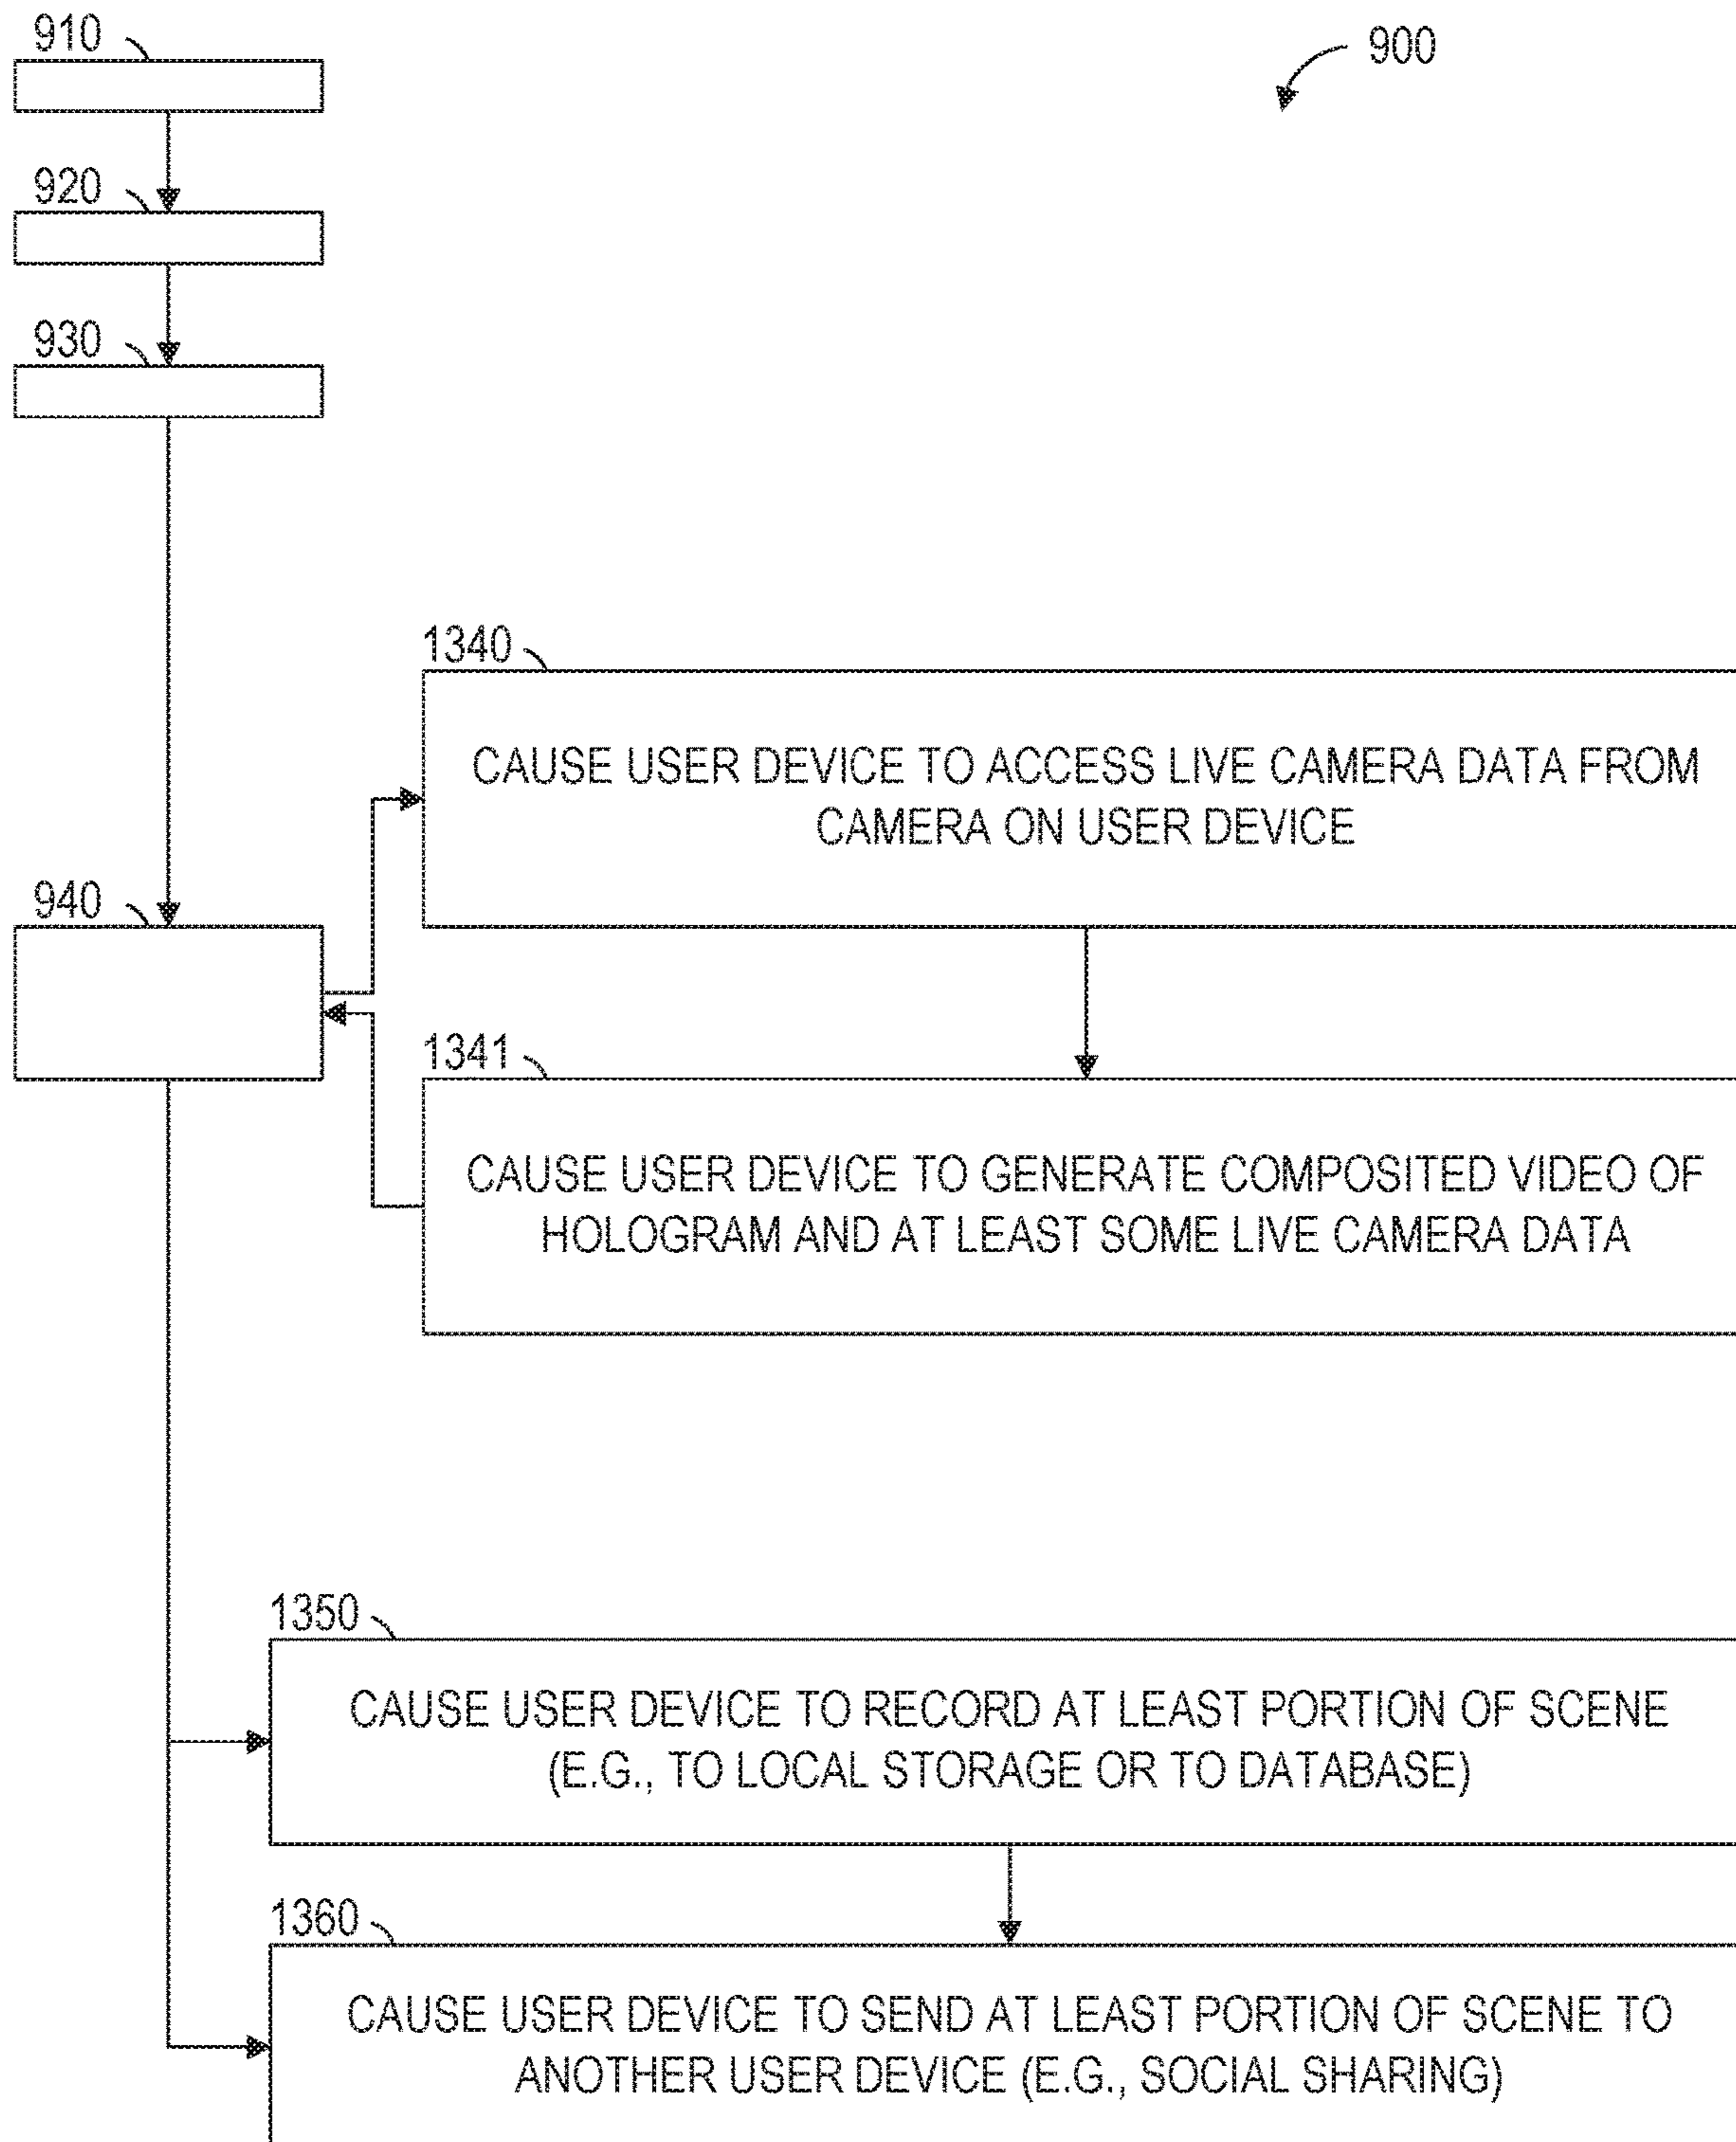 910
900
920
930
1340
CAUSE USER DEVICE TO ACCESS LIVE CAMERA DATA FROM
CAMERA ON USER DEVICE
940
1341
CAUSE USER DEVICE TO GENERATE COMPOSITED VIDEO OF
HOLOGRAM AND AT LEAST SOME LIVE CAMERA DATA
1350
CAUSE USER DEVICE TO RECORD AT LEAST PORTION OF SCENE
(E.G., TO LOCAL STORAGE OR TO DATABASE)
1360
CAUSE USER DEVICE TO SEND AT LEAST PORTION OF SCENE TO
ANOTHER USER DEVICE (E.G., SOCIAL SHARING)